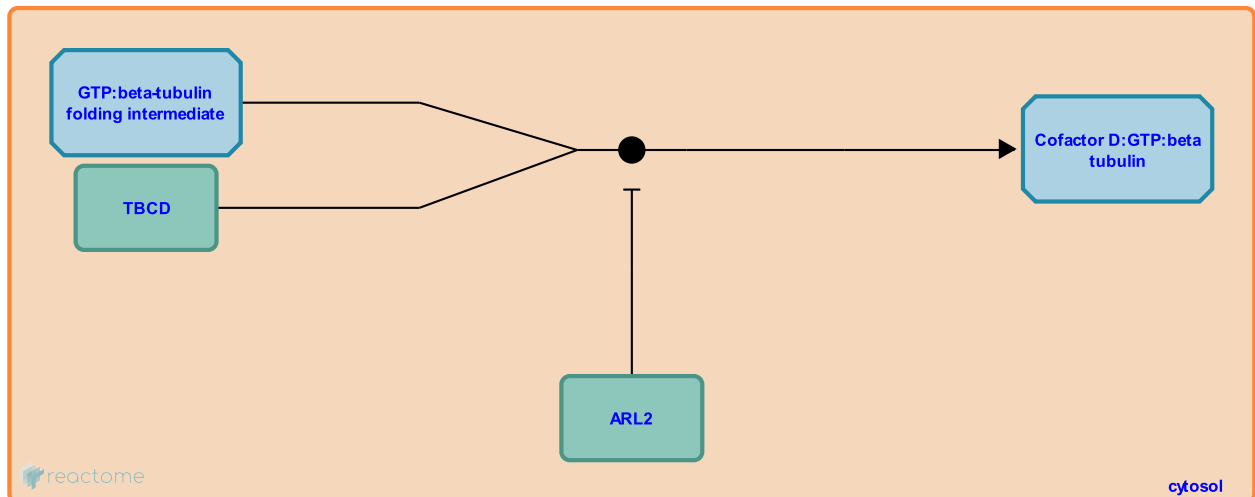 GTP:beta-tubulin
folding intermediate
TBCD
Cofactor D:GTP:beta
tubulin
ARL2
reactome
cytosol